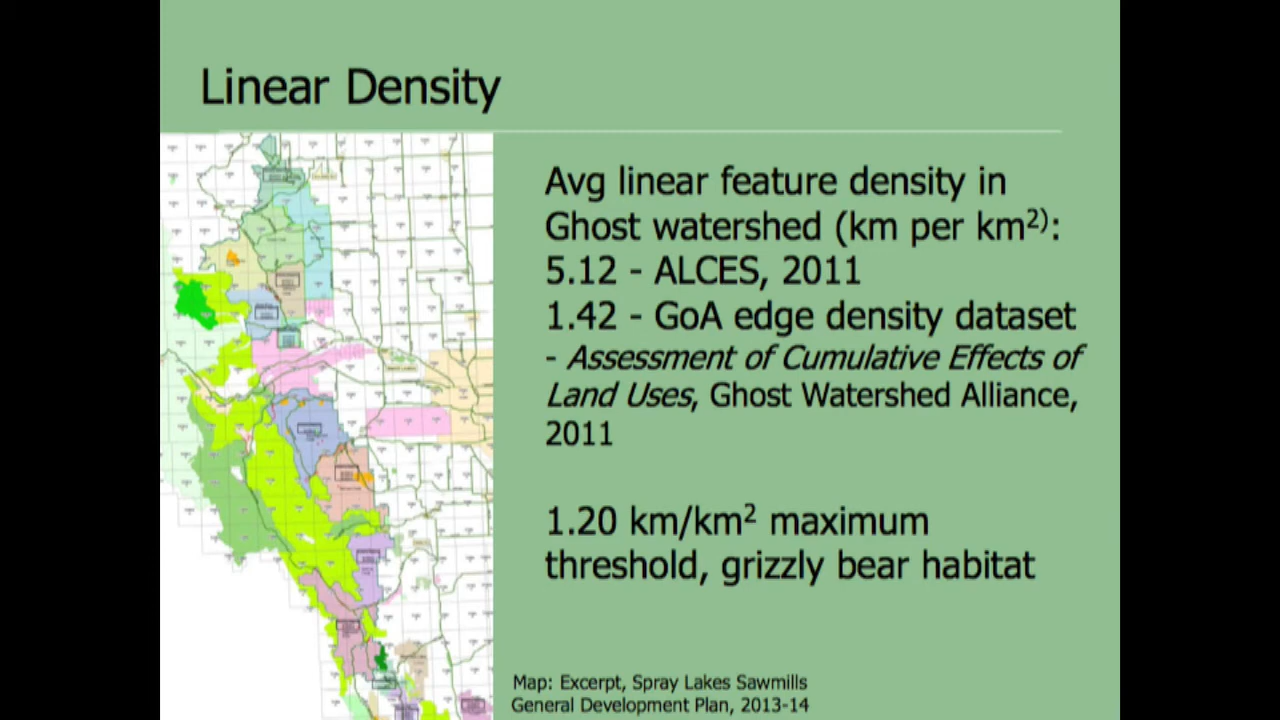 Linear Density
Avg linear feature density in
Ghost watershed (km per km²⁾:
5.12 - ALCES, 2011
1.42 - GoA edge density dataset
- Assessment of Cumulative Effects of
Land Uses, Ghost Watershed Alliance,
2011
1.20 km/km² maximum
threshold, grizzly bear habitat
Map: Excerpt, Spray Lakes Sawmills
General Development Plan, 2013-14